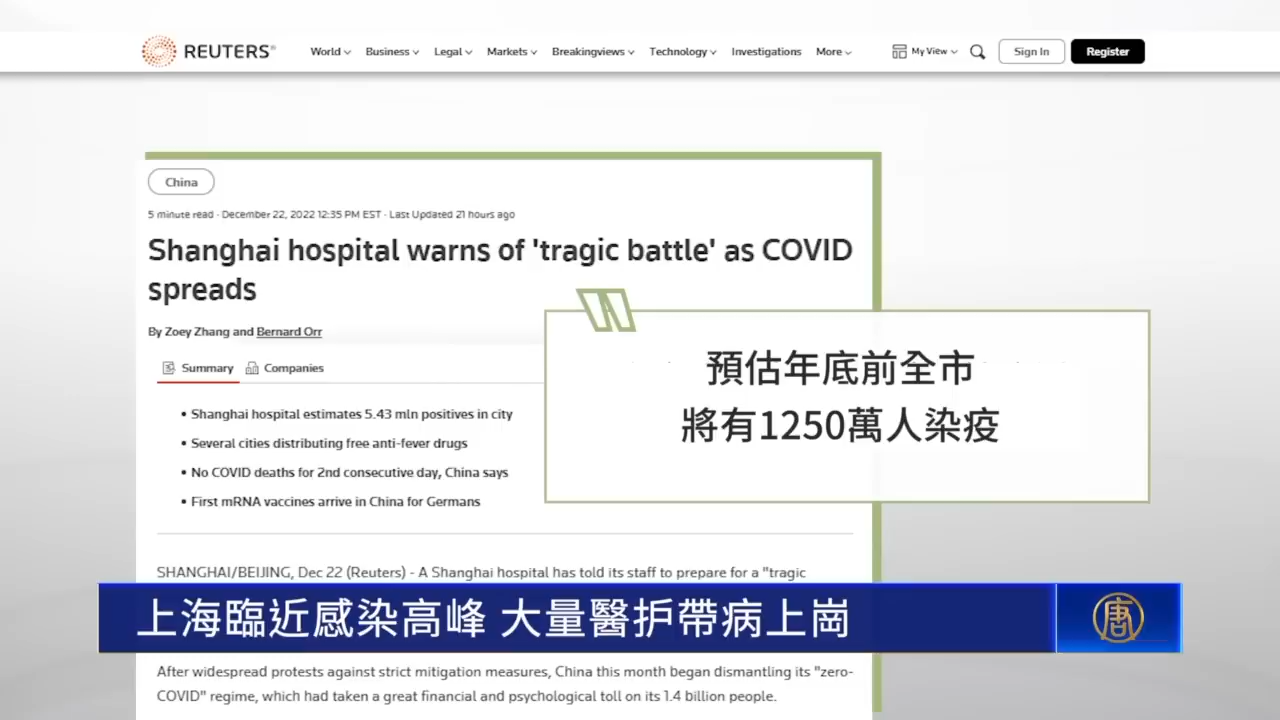 REUTERS
World Business Legal Markets Breakingviews Technology Investigations More My View Sign In Register
China
5 minute read · December 22, 2022 12:35 PM EST · Last Updated 21 hours ago
Shanghai hospital warns of 'tragic battle' as COVID
spreads
By Zoey Zhang and Bernard Orr
Summary Companies
• Shanghai hospital estimates 5.43 mln positives in city
• Several cities distributing free anti-fever drugs
• No COVID deaths for 2nd consecutive day, China says
• First mRNA vaccines arrive in China for Germans
預估年底前全市
將有1250萬人染疫
SHANGHAI/BEIJING, Dec 22 (Reuters) - A Shanghai hospital has told its staff to prepare for a "tragic
上海臨近感染高峰 大量醫护帶病上崗
唐
After widespread protests against strict mitigation measures, China this month began dismantling its "zero-
COVID" regime, which had taken a great financial and psychological toll on its 1.4 billion people.